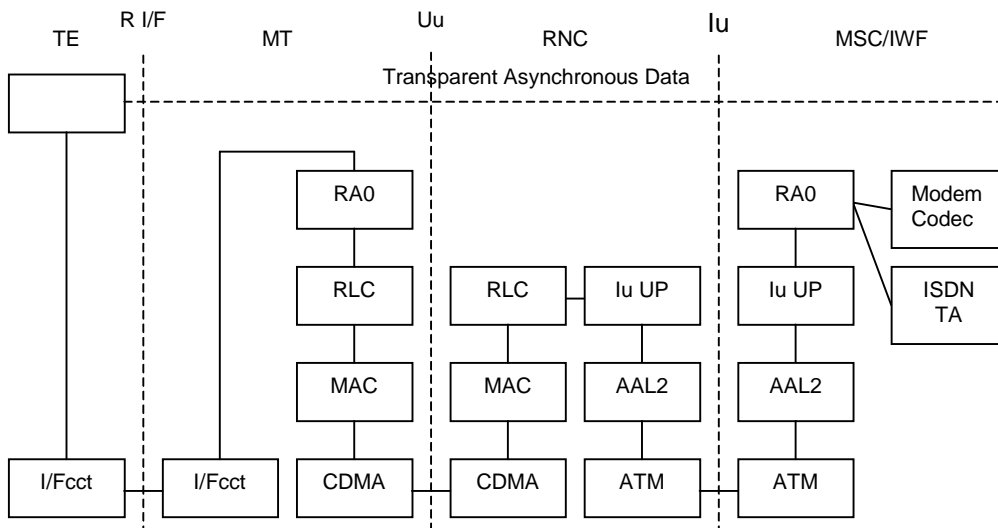 R I/F
Uu
Iu
TE
MT
RNC
MSC/IWF
Transparent Asynchronous Data
RA0
RA0
Modem
Codec
RLC
RLC
Iu UP
Iu UP
ISDN
TA
MAC
MAC
AAL2
AAL2
I/Fcct
I/Fcct
CDMA
CDMA
ATM
ATM